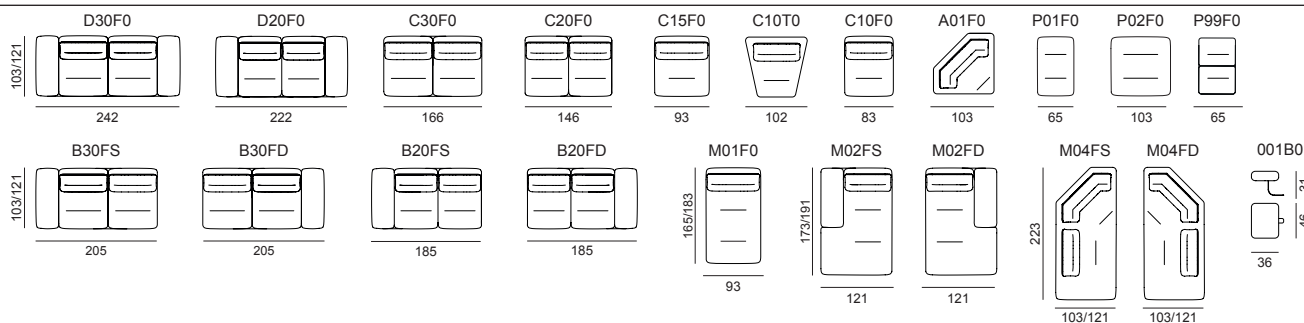 D30F0 D20F0 C30F0 C20F0 C15F0 C10T0 C10F0 A01F0 P01F0 P02F0 P99F0
103/121
242 222 166 146 93 102 83 103 65 103 65
B30FS B30FD B20FS B20FD M01F0 M02FS M02FD M04FS M04FD 001B0
103/121 165/183 173/191 223 31 46
205 205 185 185 93 121 121 103/121 103/121 36